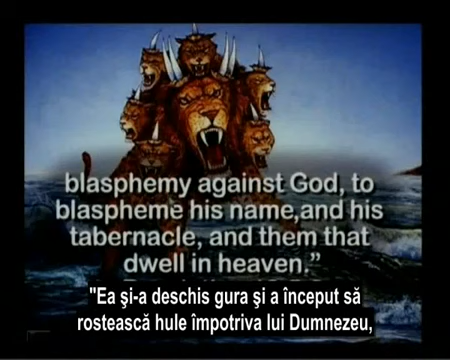 blasphemy against God, to
blaspheme his name,and his
tabernacle, and them that
dwell in heaven.”
"Ea şi-a deschis gura şi a început să
rostească hule împotriva lui Dumnezeu,